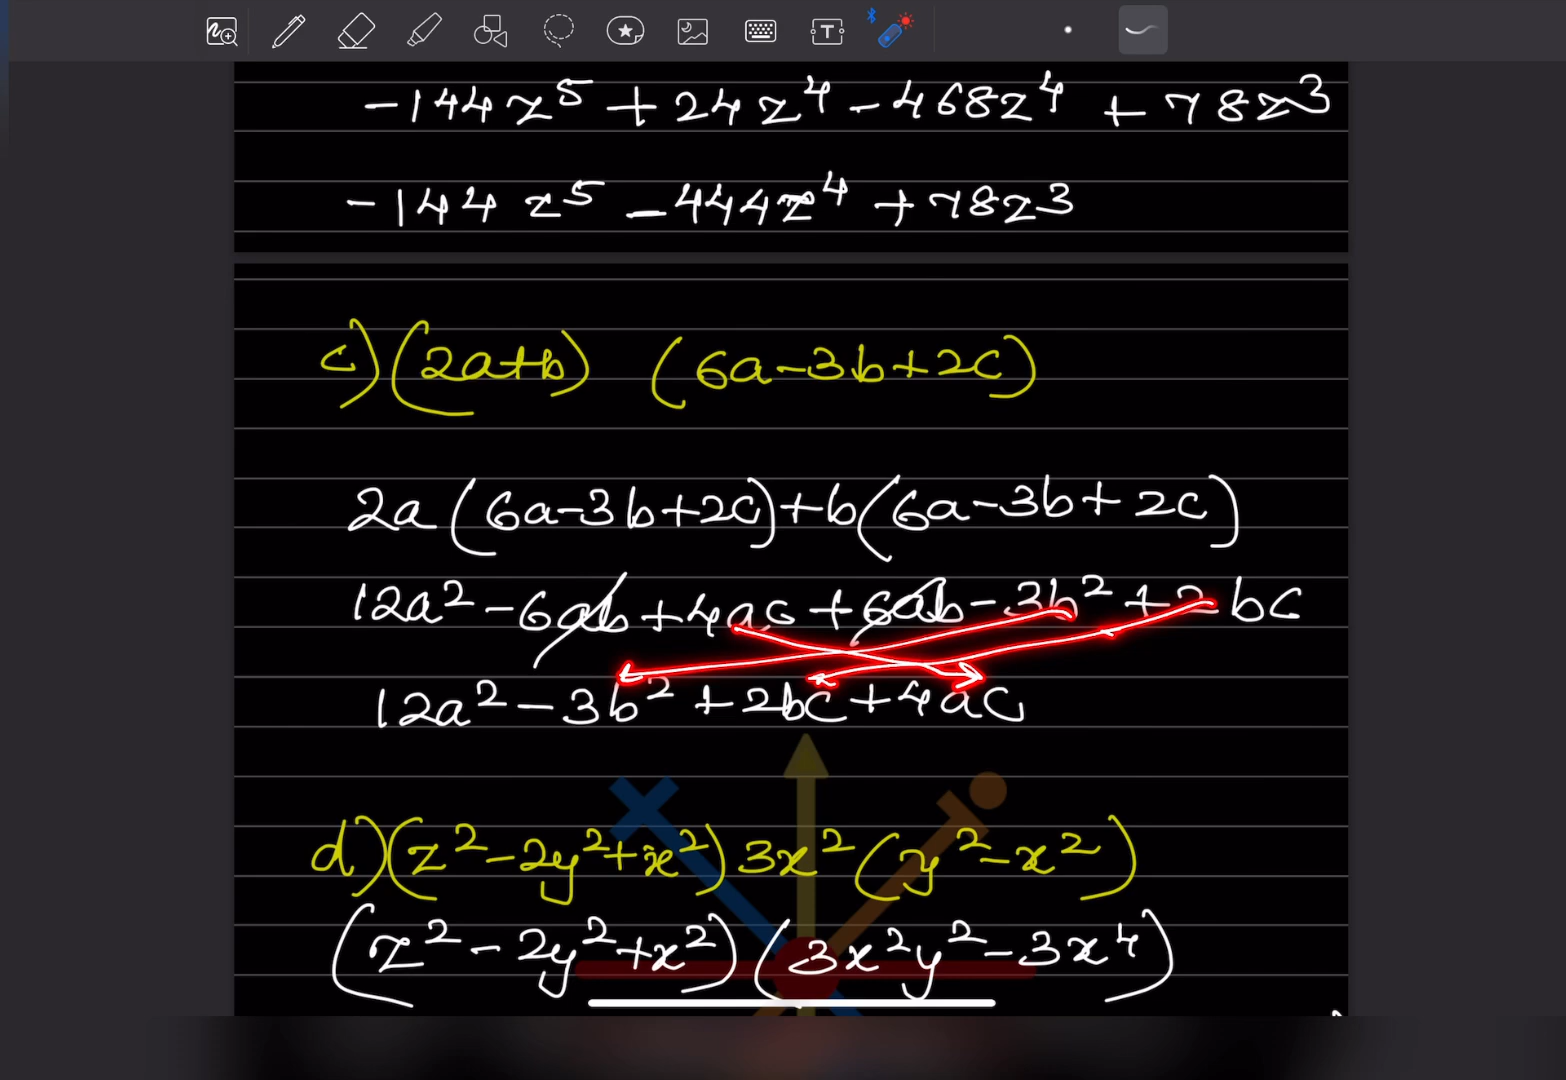 -144z⁵ + 24z⁴ - 468z⁴ + 78z³
-144z⁵ - 444z⁴ + 78z³
c) (2a+b) (6a-3b+2c)
2a(6a-3b+2c)+b(6a-3b+2c)
12a²-6ab+4ac+6ab-3b²+2bc
12a²-3b²+2bc+4ac
d) (z²-2y²+x²) 3x²(y²-x²)
(z²-2y²+x²)(3x²y²-3x⁴)